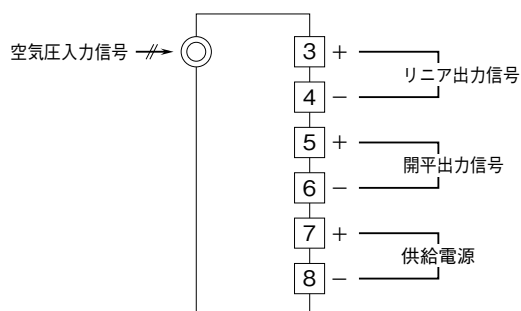 空気圧入力信号
3 +
リニア出力信号
4 −
5 +
開平出力信号
6 −
7 +
供給電源
8 −